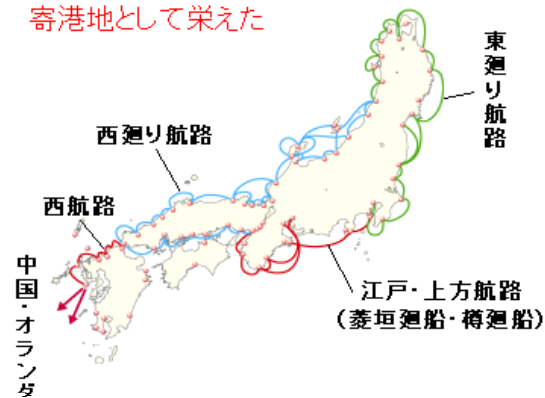 寄港地として栄えた
東廻り航路
西廻り航路
西航路
中国・オランダ
江戸・上方航路
(菱垣廻船・樽廻船)